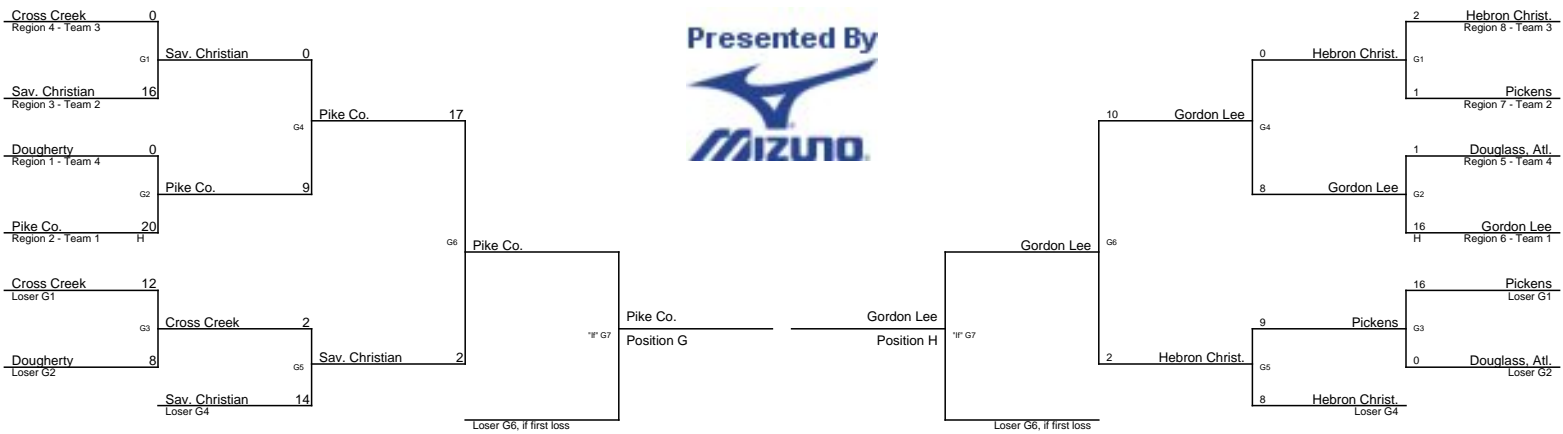 Cross Creek 0
Region 4 - Team 3
G1
Sav. Christian 0
Sav. Christian 16
Region 3 - Team 2
G4
Pike Co. 17
Dougherty 0
Region 1 - Team 4
G2
Pike Co. 9
Pike Co. 20
Region 2 - Team 1 H
G6
Pike Co.
Cross Creek 12
Loser G1
G3
Cross Creek 2
Dougherty 8
Loser G2
G5
Sav. Christian 2
Sav. Christian 14
Loser G4
"If" G7
Pike Co.
Position G
Loser G6, if first loss
Presented By
MIZUNO
2 Hebron Christ.
Region 8 - Team 3
0 Hebron Christ.
G1
1 Pickens
Region 7 - Team 2
10 Gordon Lee
G4
1 Douglass, Atl.
Region 5 - Team 4
8 Gordon Lee
G2
16 Gordon Lee
H Region 6 - Team 1
Gordon Lee
G6
16 Pickens
Loser G1
9 Pickens
G3
0 Douglass, Atl.
Loser G2
2 Hebron Christ.
G5
8 Hebron Christ.
Loser G4
Gordon Lee
Position H
"If" G7
Loser G6, if first loss